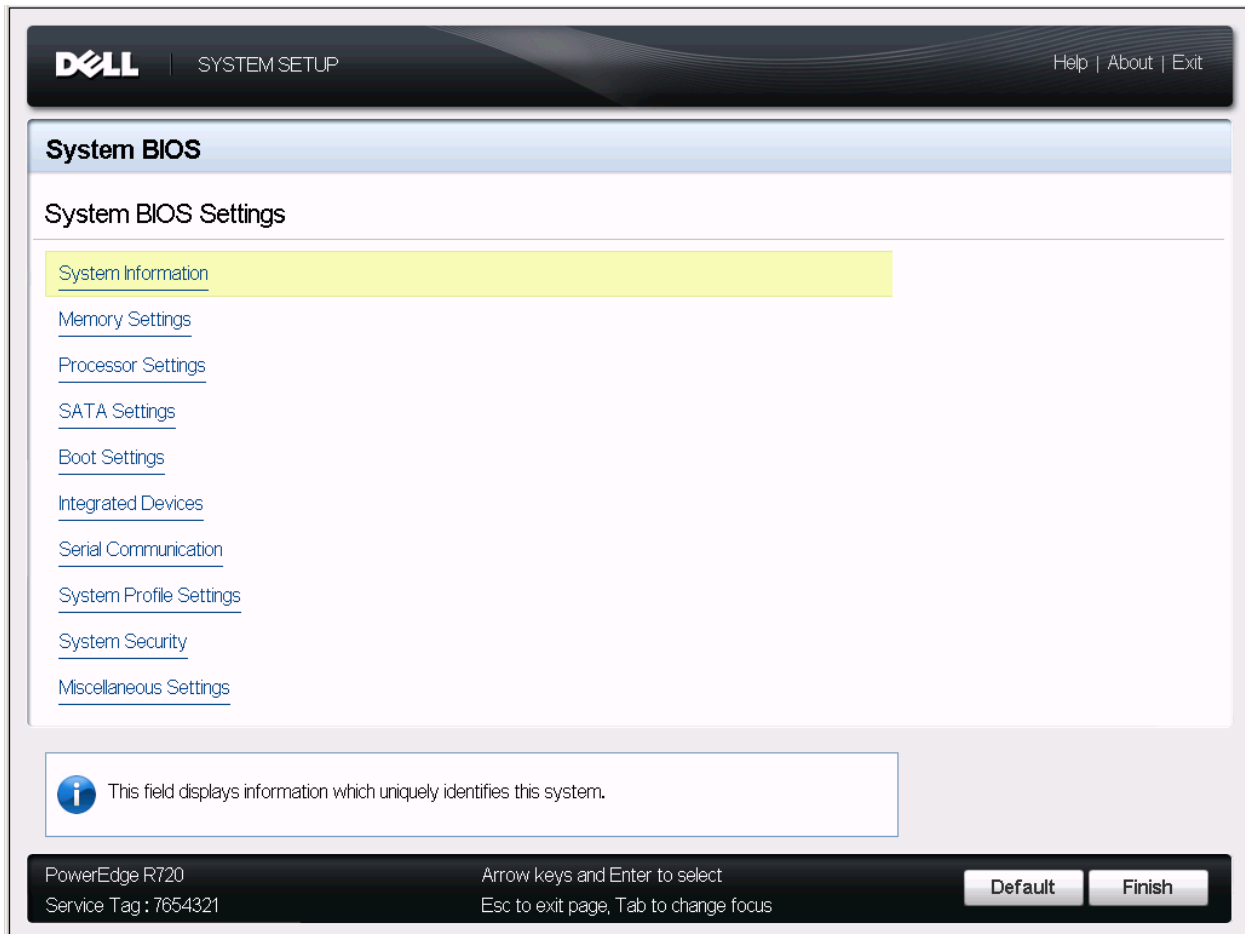 DELL
SYSTEM SETUP
Help | About | Exit
System BIOS
System BIOS Settings
System Information
Memory Settings
Processor Settings
SATA Settings
Boot Settings
Integrated Devices
Serial Communication
System Profile Settings
System Security
Miscellaneous Settings
This field displays information which uniquely identifies this system.
PowerEdge R720
Service Tag : 7654321
Arrow keys and Enter to select
Esc to exit page, Tab to change focus
Default
Finish